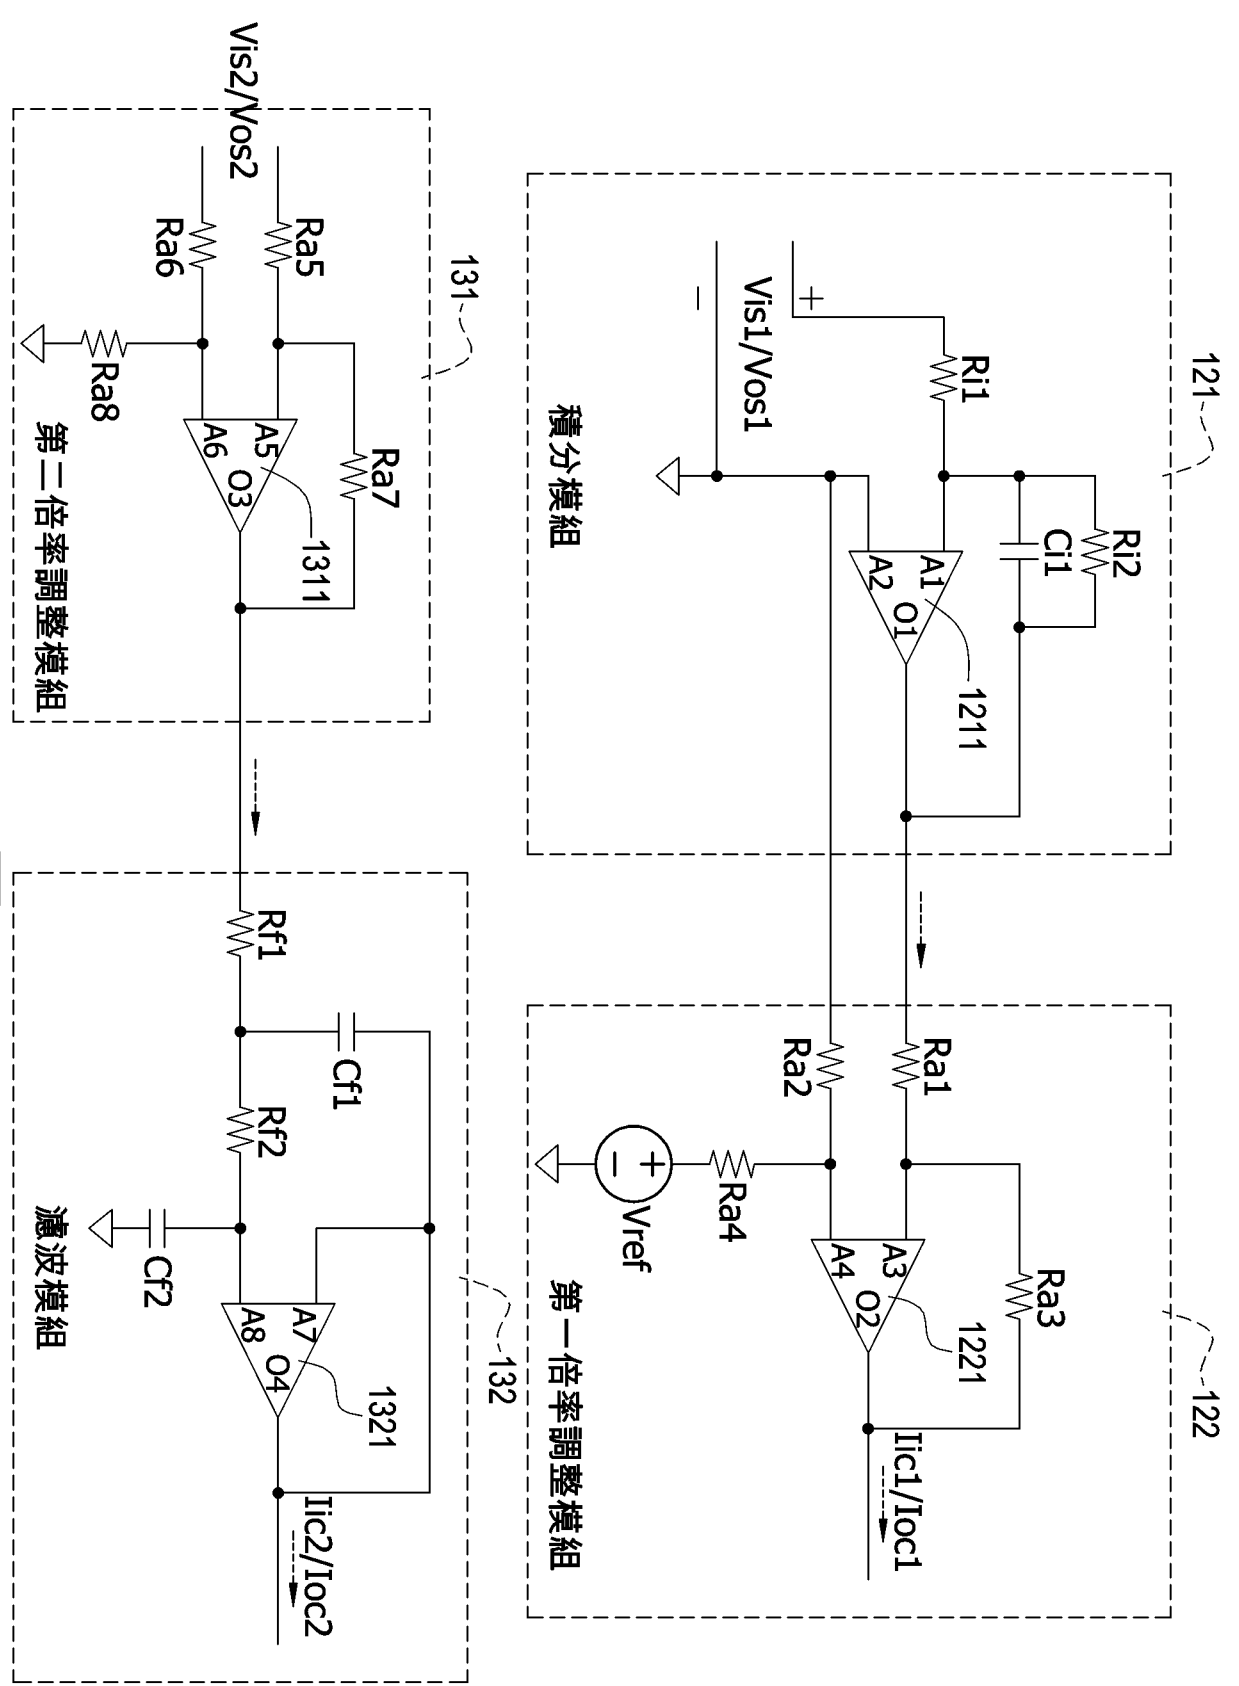 121
Ri2
Ci1
Ri1
+
Vis1/Vos1
−
A1
A2
O1
1211
積分模組
122
Ra1
Ra2
Ra3
A3
A4
O2
1221
Ra4
+
−
Vref
Iic1/Ioc1
第一倍率調整模組
131
Vis2/Vos2
Ra5
Ra6
Ra7
Ra8
A5
A6
O3
1311
第二倍率調整模組
132
Rf1
Cf1
Rf2
Cf2
A7
A8
O4
1321
Iic2/Ioc2
濾波模組